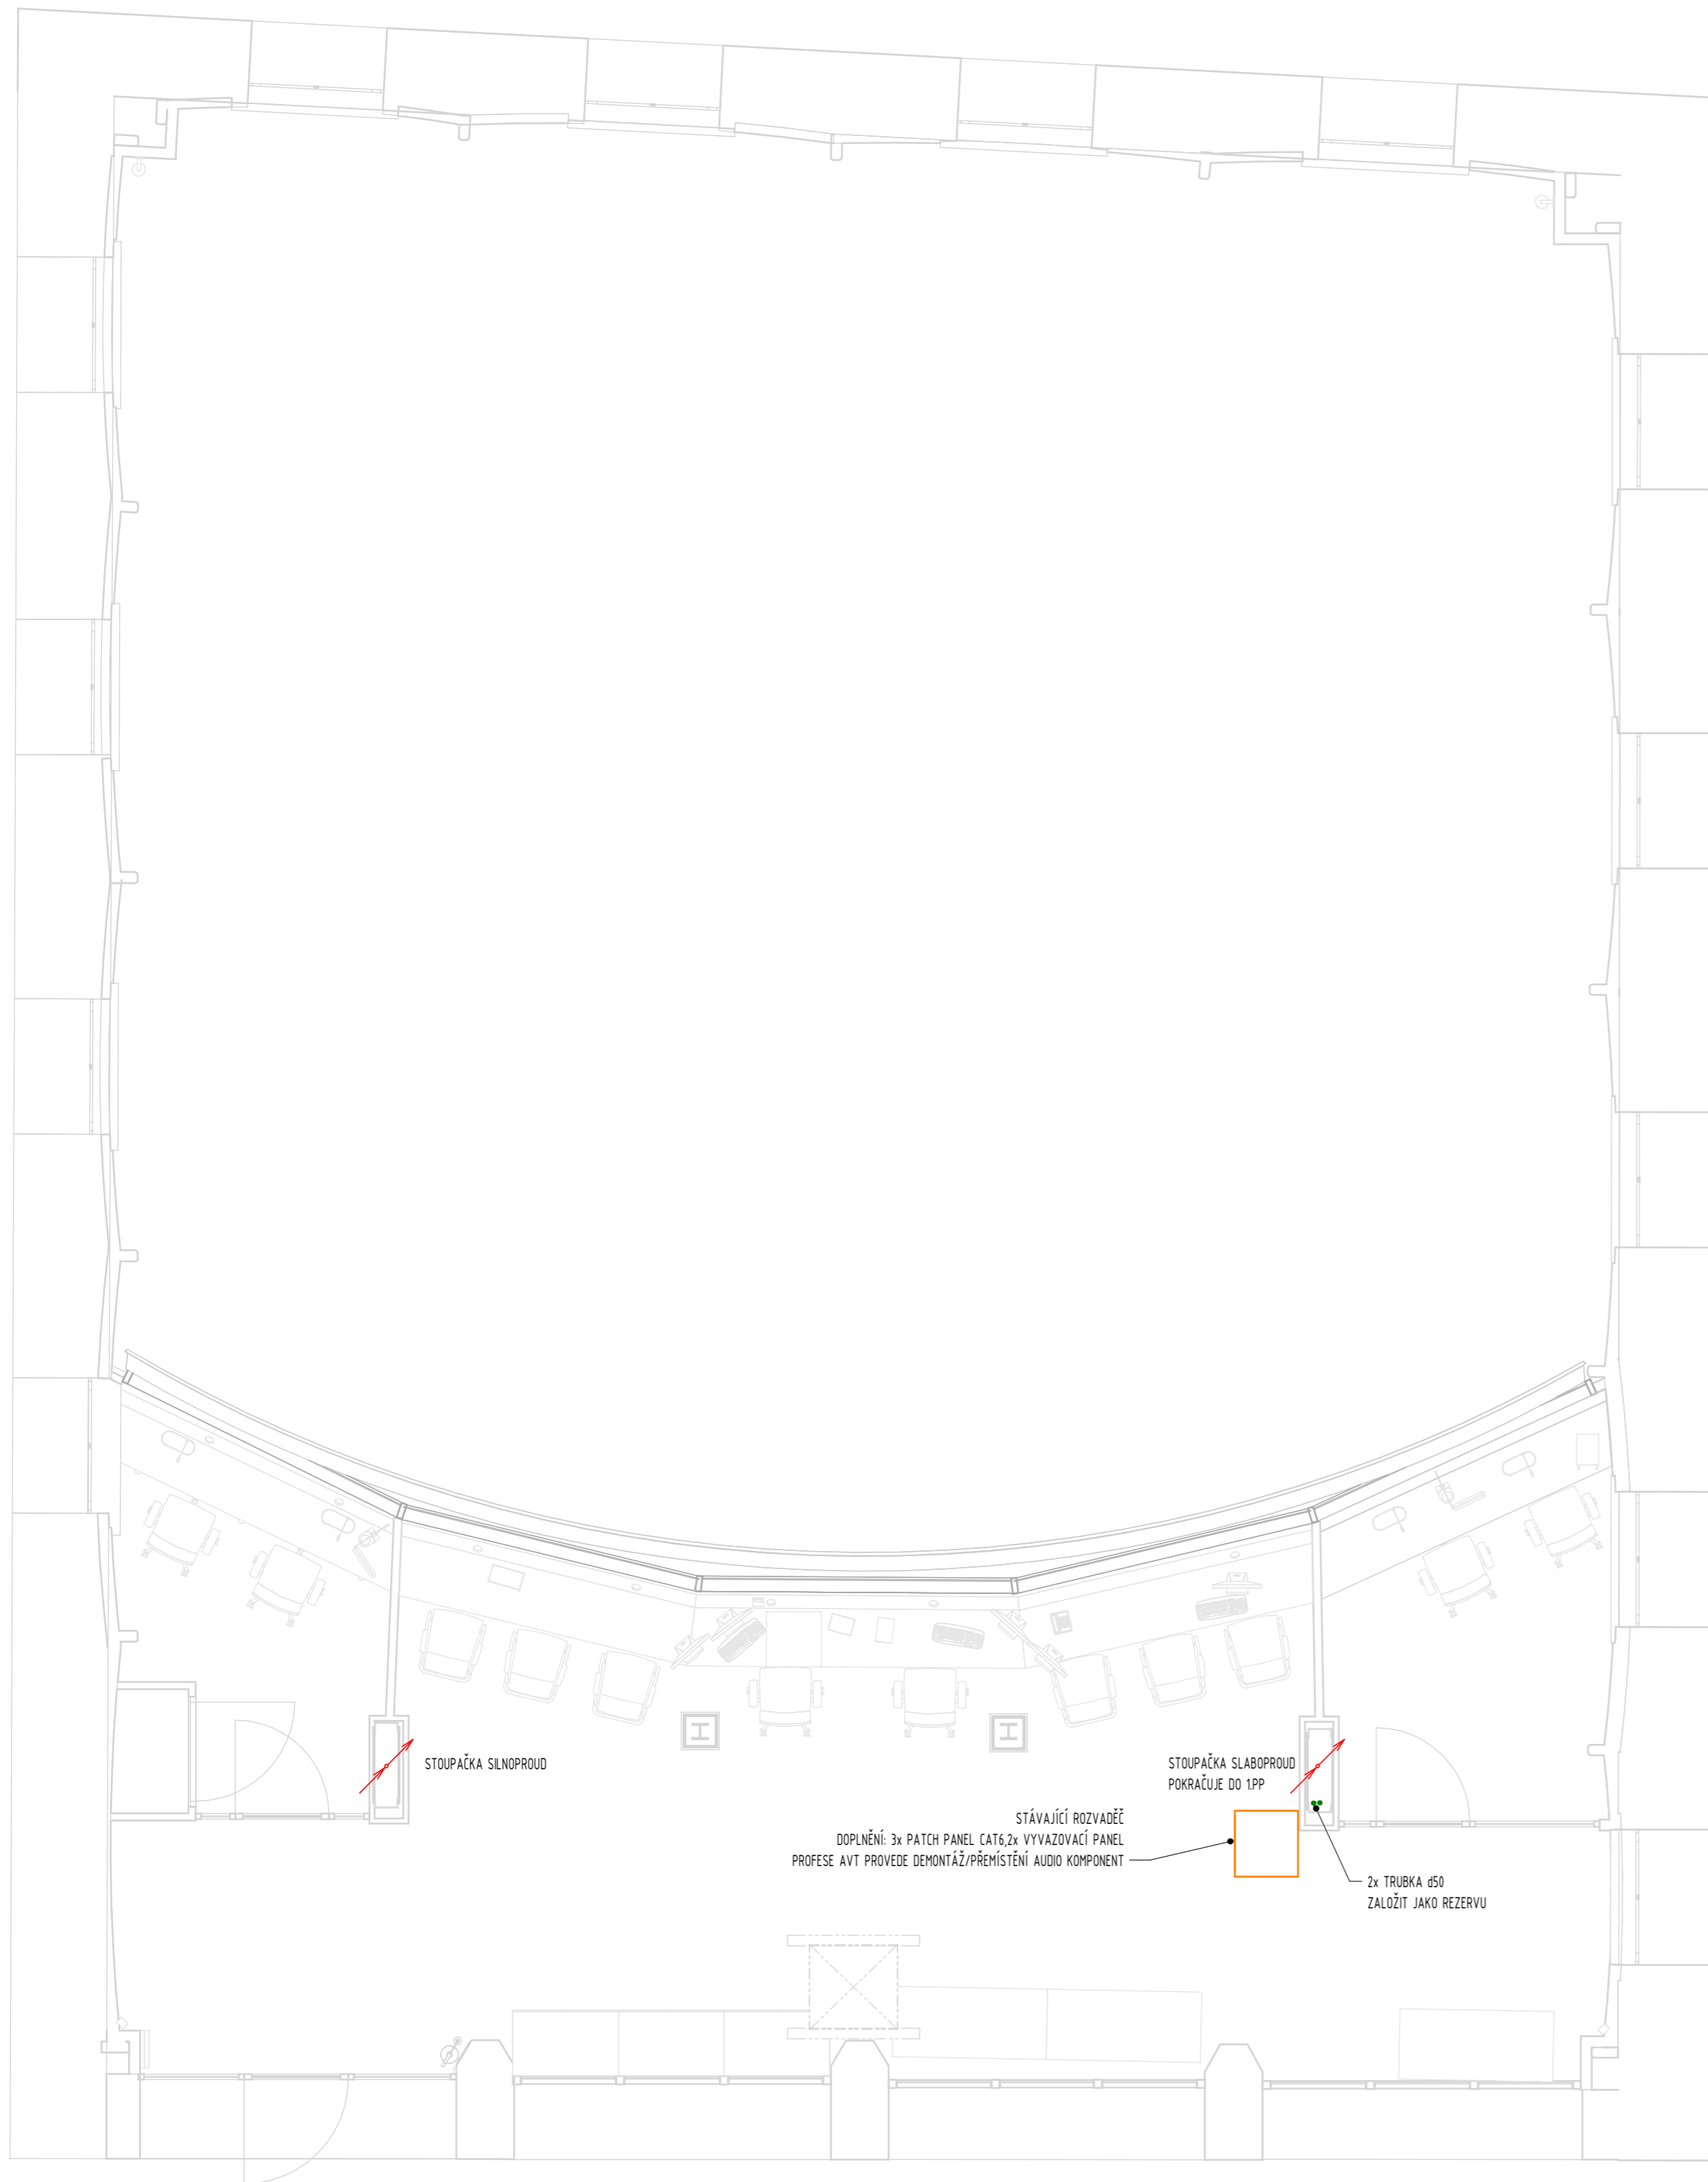 STOUPAČKA SILNOPROUD
STOUPAČKA SLABOPROUD
POKRAČUJE DO 1.PP
STÁVAJÍCÍ ROZVADĚČ
DOPLNĚNÍ: 3x PATCH PANEL CAT6,2x VYVAZOVACÍ PANEL
PROFESE AVT PROVEDE DEMONTÁŽ/PŘEMÍSTĚNÍ AUDIO KOMPONENT
2x TRUBKA d50
ZALOŽIT JAKO REZERVU